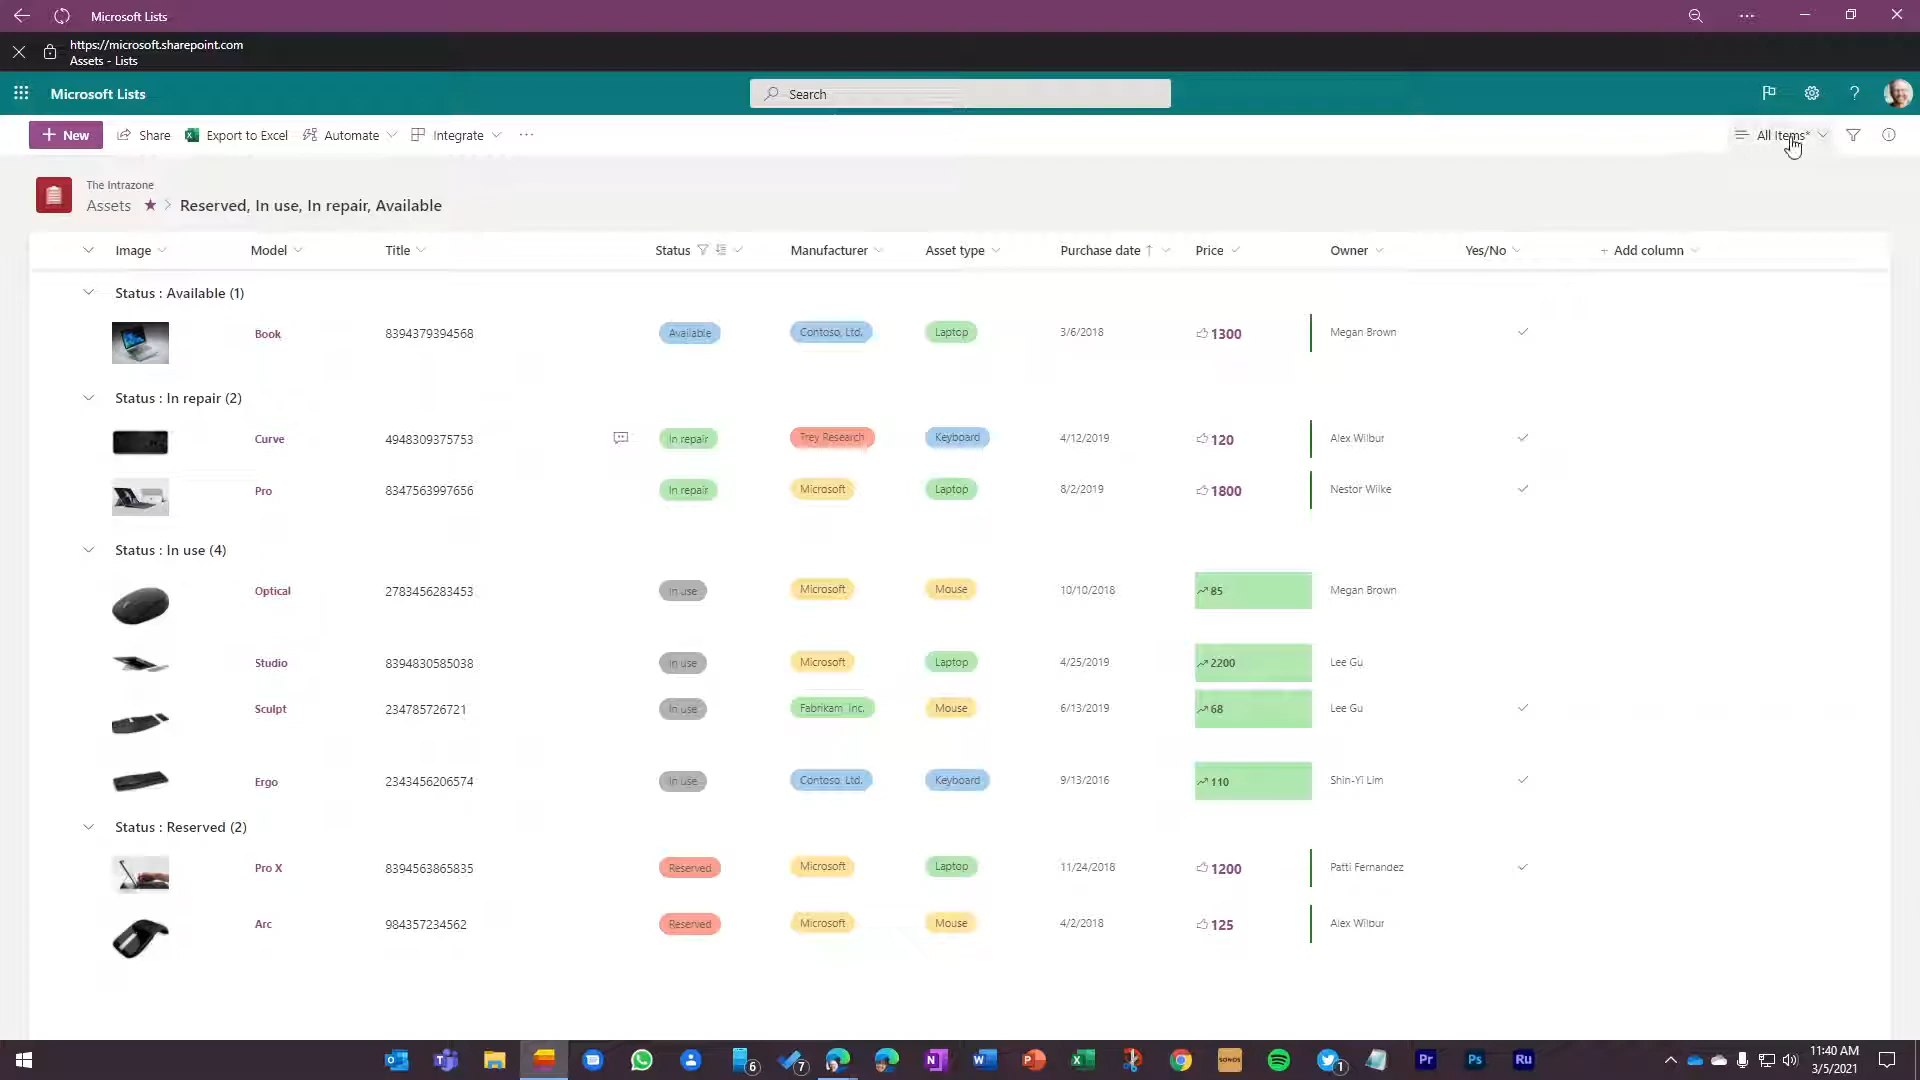 Microsoft Lists
https://microsoft.sharepoint.com
Assets - Lists
Microsoft Lists
Search
New Share Export to Excel Automate Integrate ... All Items*
The Intrazone
Assets Reserved, In use, In repair, Available
Image Model Title Status Manufacturer Asset type Purchase date Price Owner Yes/No + Add column
Status : Available (1)
Book 8394379394568 Available Contoso, Ltd. Laptop 3/6/2018 1300 Megan Brown
Status : In repair (2)
Curve 4948309375753 In repair Trey Research Keyboard 4/12/2019 120 Alex Wilbur
Pro 8347563997656 In repair Microsoft Laptop 8/2/2019 1800 Nestor Wilke
Status : In use (4)
Optical 2783456283453 In use Microsoft Mouse 10/10/2018 85 Megan Brown
Studio 8394830585038 In use Microsoft Laptop 4/25/2019 2200 Lee Gu
Sculpt 234785726721 In use Fabrikam, Inc. Mouse 6/13/2019 68 Lee Gu
Ergo 2343456206574 In use Contoso, Ltd. Keyboard 9/13/2016 110 Shin-Yi Lim
Status : Reserved (2)
Pro X 8394563865835 Reserved Microsoft Laptop 11/24/2018 1200 Patti Fernandez
Arc 984357234562 Reserved Microsoft Mouse 4/2/2018 125 Alex Wilbur
6 7 SONOS 1 Pr Ps Ru
11:40 AM
3/5/2021